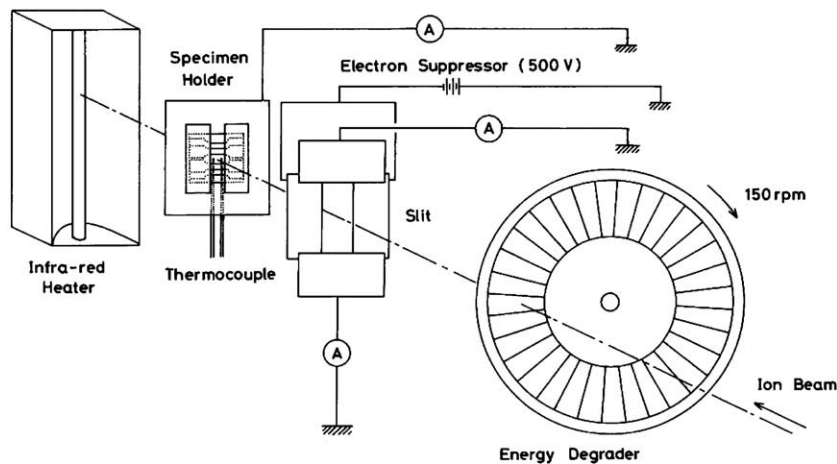 A
Specimen
Holder
Electron Suppressor (500 V)
A
150 rpm
Slit
Infra-red
Heater
Thermocouple
A
Ion Beam
Energy Degrader